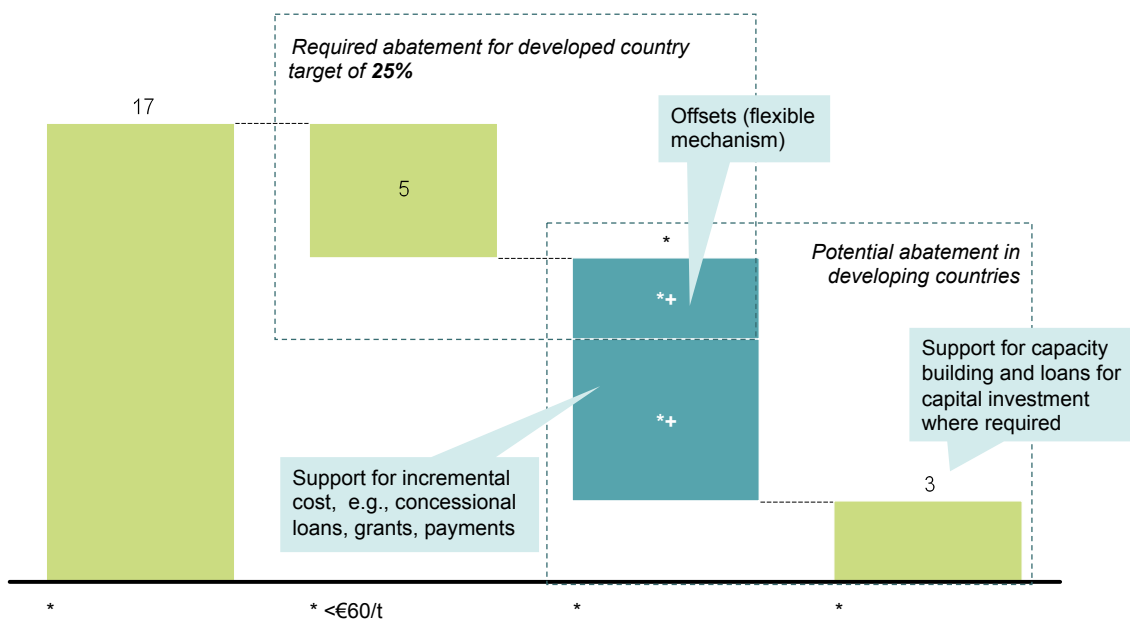 Required abatement for developed country
target of 25%
17
Offsets (flexible
mechanism)
5
*
Potential abatement in
developing countries
*+
Support for capacity
building and loans for
capital investment
where required
*+
Support for incremental
cost, e.g., concessional
loans, grants, payments
3
*
* <€60/t
*
*